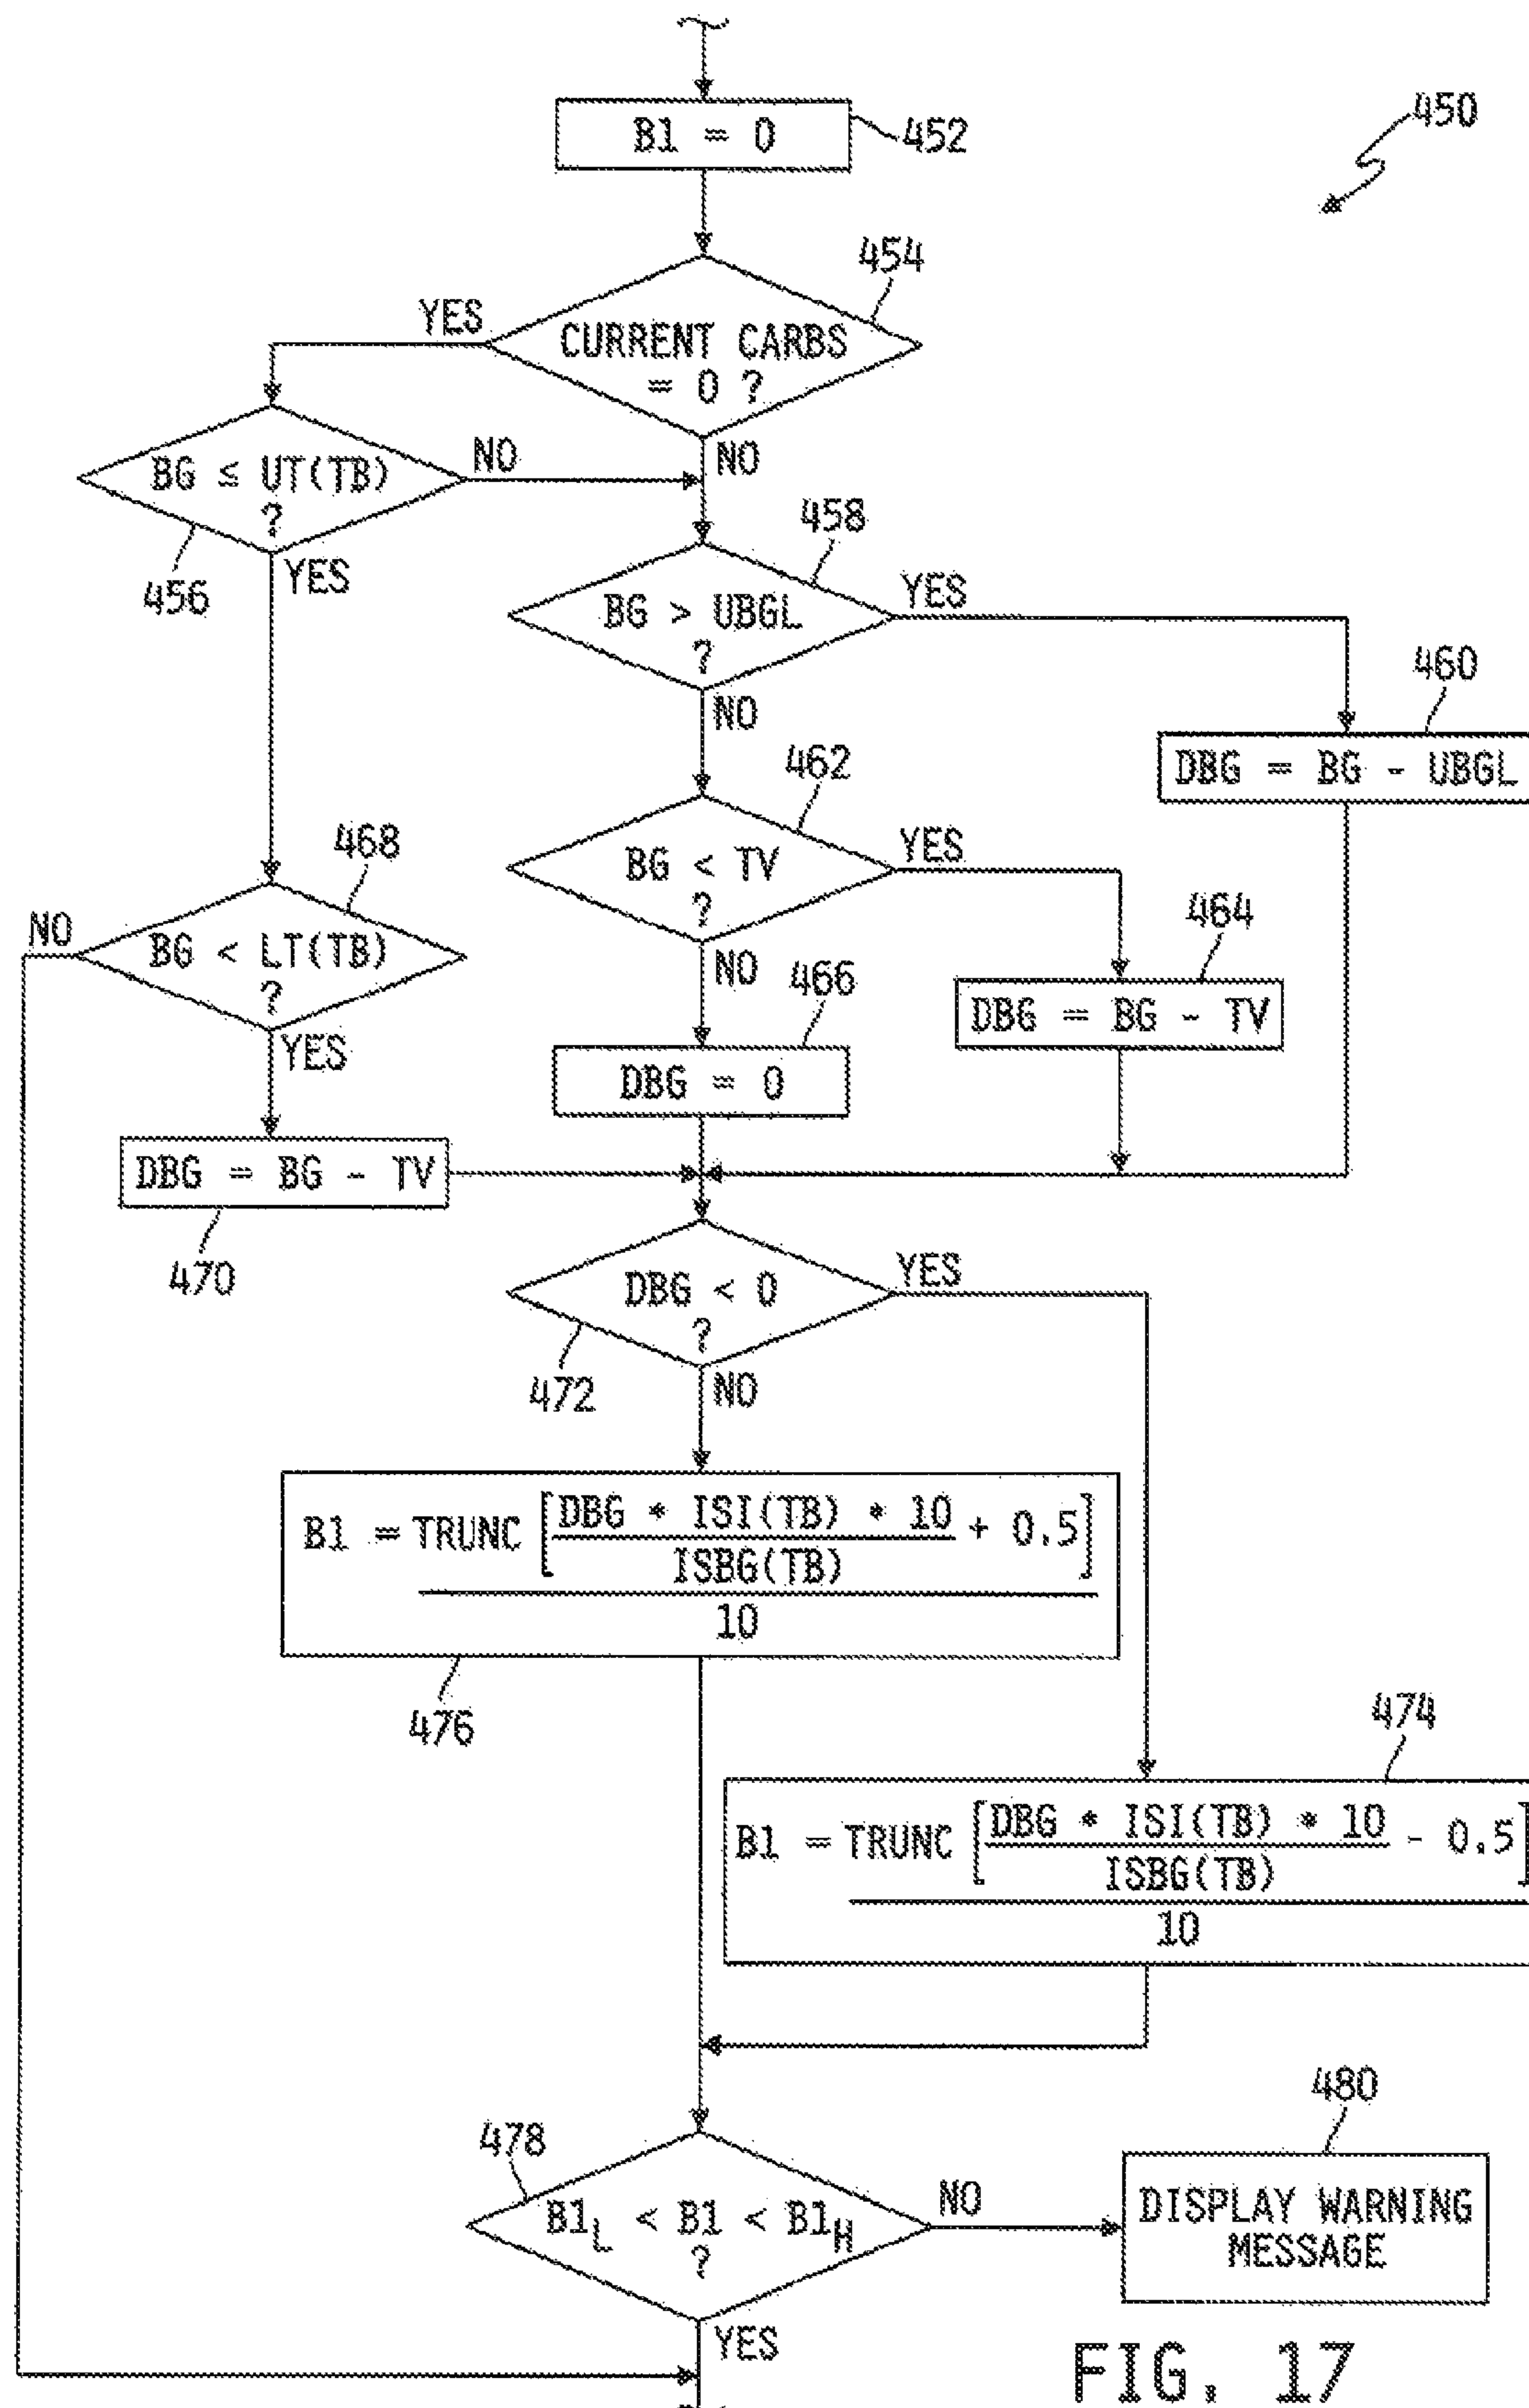 450
B1 = 0
452
454
YES
CURRENT CARBS
= 0 ?
NO
BG ≤ UT(TB)
?
NO
456
YES
458
BG > UBGL
?
YES
NO
460
DBG = BG - UBGL
462
BG < TV
?
YES
NO
464
DBG = BG - TV
466
DBG = 0
468
NO
BG < LT(TB)
?
YES
DBG = BG - TV
470
DBG < 0
?
YES
472
NO
B1 = TRUNC [DBG * ISI(TB) * 10 + 0.5]
ISBG(TB)
10
476
474
B1 = TRUNC [DBG * ISI(TB) * 10 - 0.5]
ISBG(TB)
10
478
B1L < B1 < B1H
?
NO
480
DISPLAY WARNING
MESSAGE
YES
FIG. 17